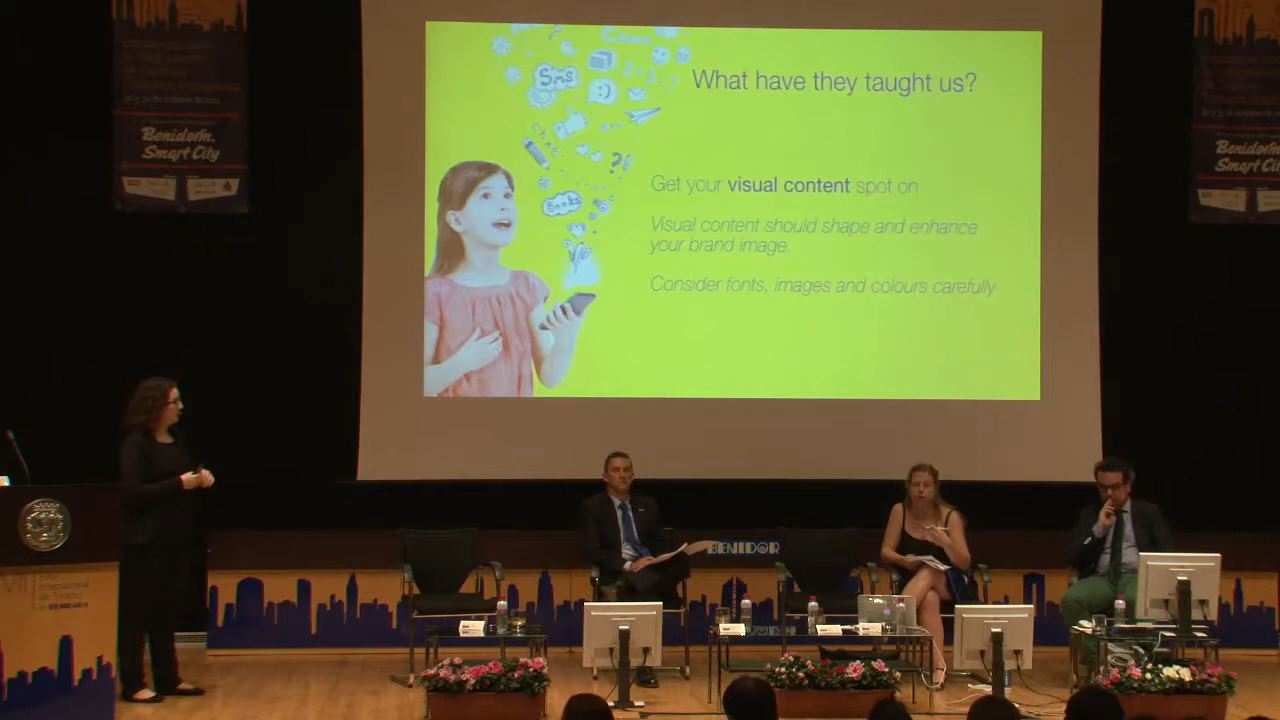 What have they taught us?
Get your visual content spot on
Visual content should shape and enhance
your brand image.
Consider fonts, images and colours carefully
Sms
Benidorm,
Smart City
Benidorm,
Smart City
BENIDOR